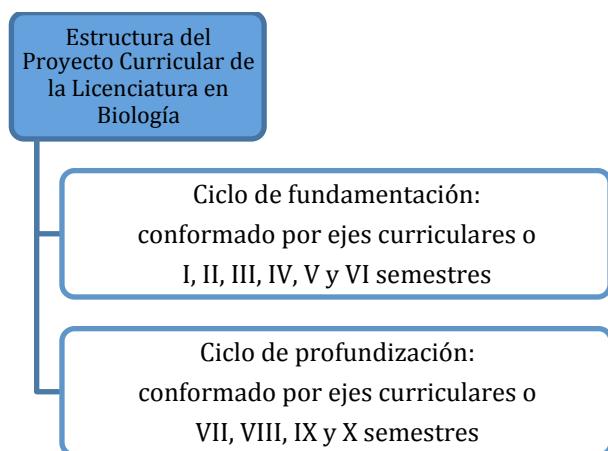 Estructura del
Proyecto Curricular de
la Licenciatura en
Biología
Ciclo de fundamentación:
conformado por ejes curriculares o
I, II, III, IV, V y VI semestres
Ciclo de profundización:
conformado por ejes curriculares o
VII, VIII, IX y X semestres